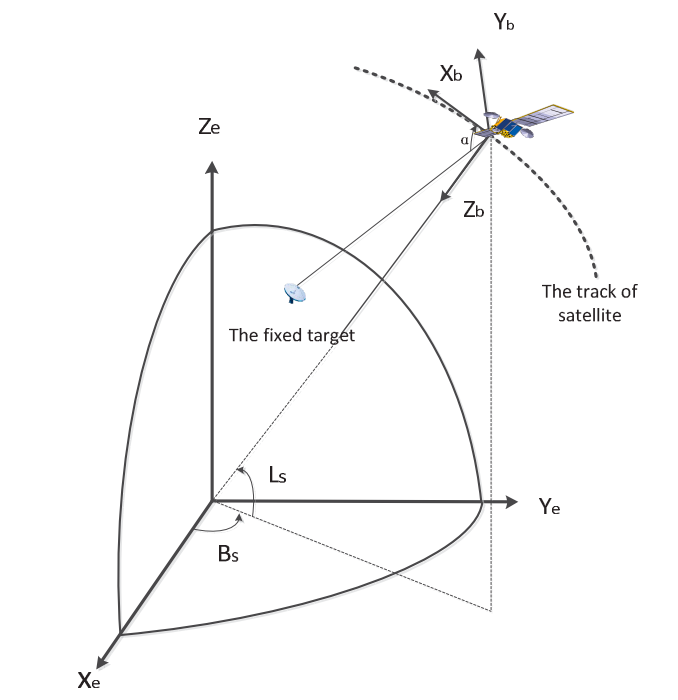 Yb
Xb
Ze
α
Zb
The track of
satellite
The fixed target
Ls
Ye
Bs
Xe